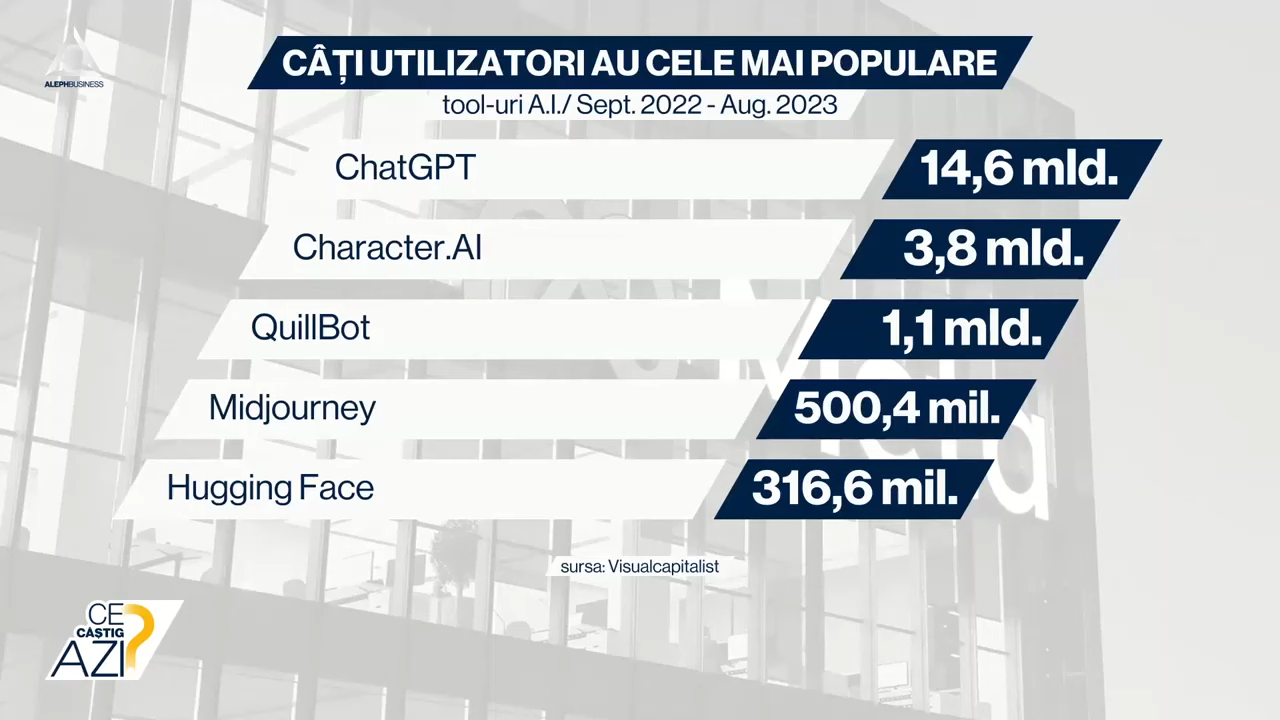 ALEPHBUSINESS
CÂȚI UTILIZATORI AU CELE MAI POPULARE
tool-uri A.I./ Sept. 2022 - Aug. 2023
ChatGPT 14,6 mld.
Character.AI 3,8 mld.
QuillBot 1,1 mld.
Midjourney 500,4 mil.
Hugging Face 316,6 mil.
sursa: Visualcapitalist
CE
CÂȘTIG
AZI?